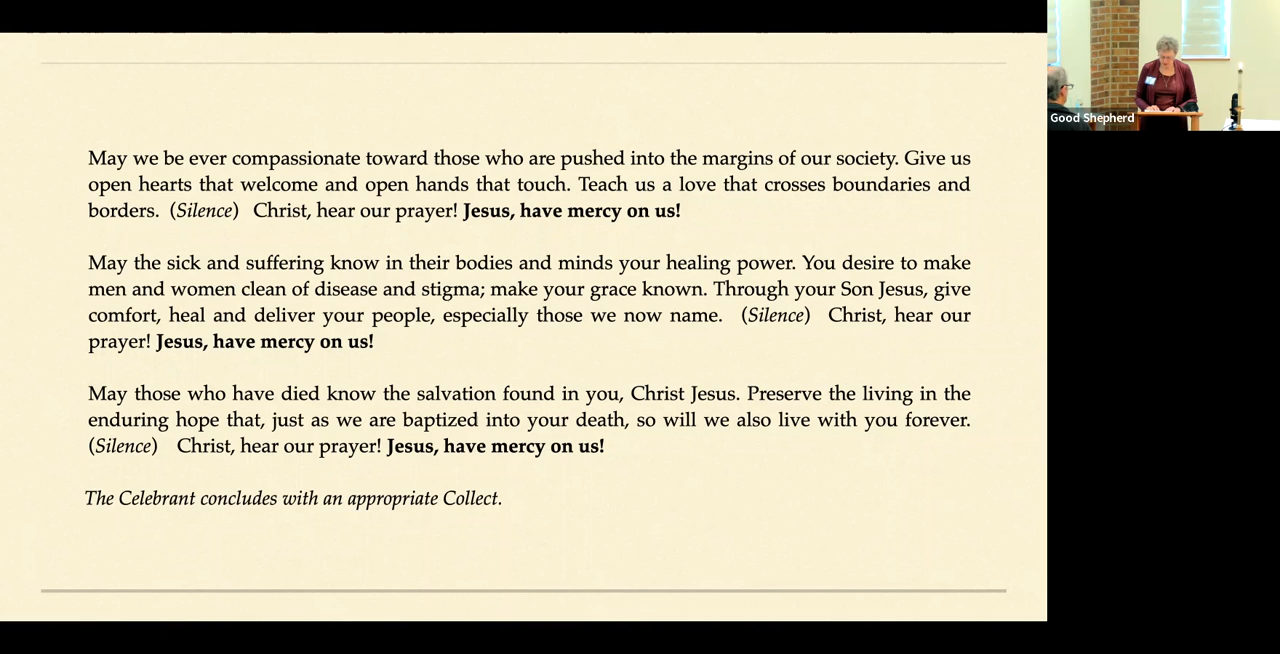 May we be ever compassionate toward those who are pushed into the margins of our society. Give us
open hearts that welcome and open hands that touch. Teach us a love that crosses boundaries and
borders. (Silence) Christ, hear our prayer! Jesus, have mercy on us!
May the sick and suffering know in their bodies and minds your healing power. You desire to make
men and women clean of disease and stigma; make your grace known. Through your Son Jesus, give
comfort, heal and deliver your people, especially those we now name. (Silence) Christ, hear our
prayer! Jesus, have mercy on us!
May those who have died know the salvation found in you, Christ Jesus. Preserve the living in the
enduring hope that, just as we are baptized into your death, so will we also live with you forever.
(Silence) Christ, hear our prayer! Jesus, have mercy on us!
The Celebrant concludes with an appropriate Collect.
Good Shepherd